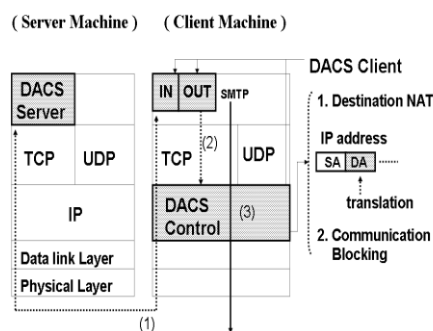 ( Server Machine )
( Client Machine )
DACS
Server
TCP
UDP
IP
Data link Layer
Physical Layer
(1)
IN
OUT
SMTP
(2)
TCP
UDP
DACS
Control
(3)
DACS Client
1. Destination NAT
IP address
SA
DA
translation
2. Communication
Blocking